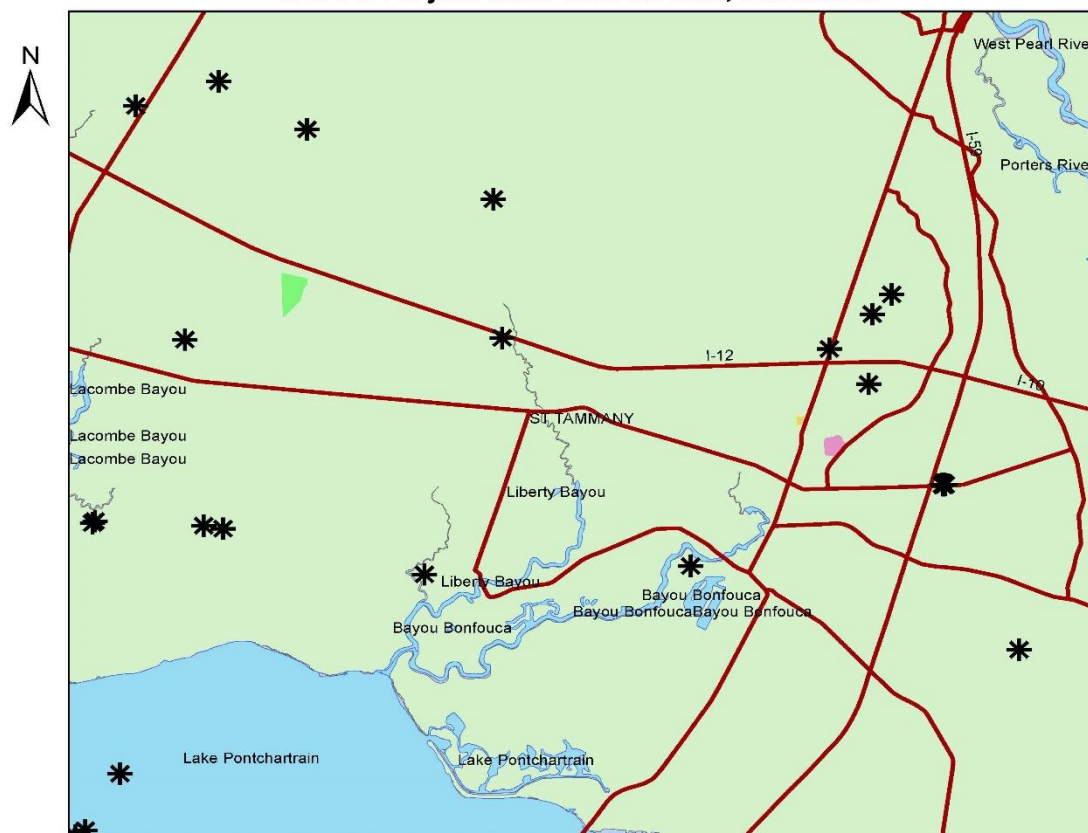 N
West Pearl Rive
I-59
Porters Rive
I-12
I-10
Lacombe Bayou
ST TAMMANY
Lacombe Bayou
Lacombe Bayou
Liberty Bayou
Liberty Bayou
Bayou Bonfouca
Bayou BonfoucaBayou Bonfouca
Bayou Bonfouca
Lake Pontchartrain
Lake Pontchartrain